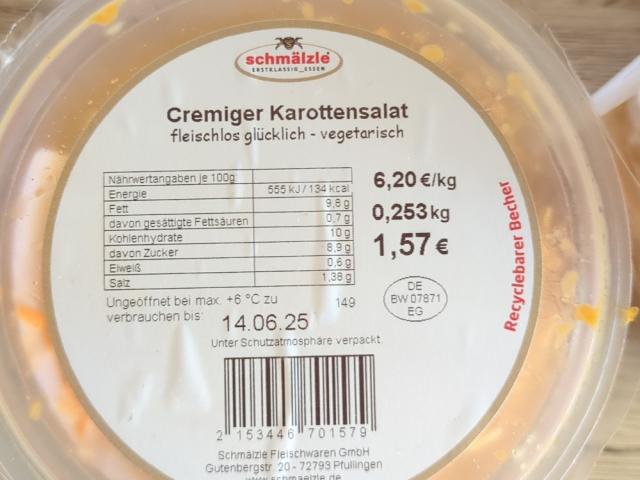 schmälzle
ERSTKLASSIG_ESSEN
Cremiger Karottensalat
fleischlos glücklich - vegetarisch
Nährwertangaben je 100g:
Energie 555 kJ / 134 kcal
Fett 9,8 g
davon gesättigte Fettsäuren 0,7 g
Kohlenhydrate 10 g
davon Zucker 8,9 g
Eiweiß 0,6 g
Salz 1,38 g
6,20 €/kg
0,253 kg
1,57 €
DE
BW 07871
EG
Recyclebarer Becher
Ungeöffnet bei max. +6 °C zu 149
verbrauchen bis: 14.06.25
Unter Schutzatmosphäre verpackt.
2 153446 701579
Schmälzle Fleischwaren GmbH
Gutenbergstr. 20 - 72793 Pfullingen
www.schmaelzle.de